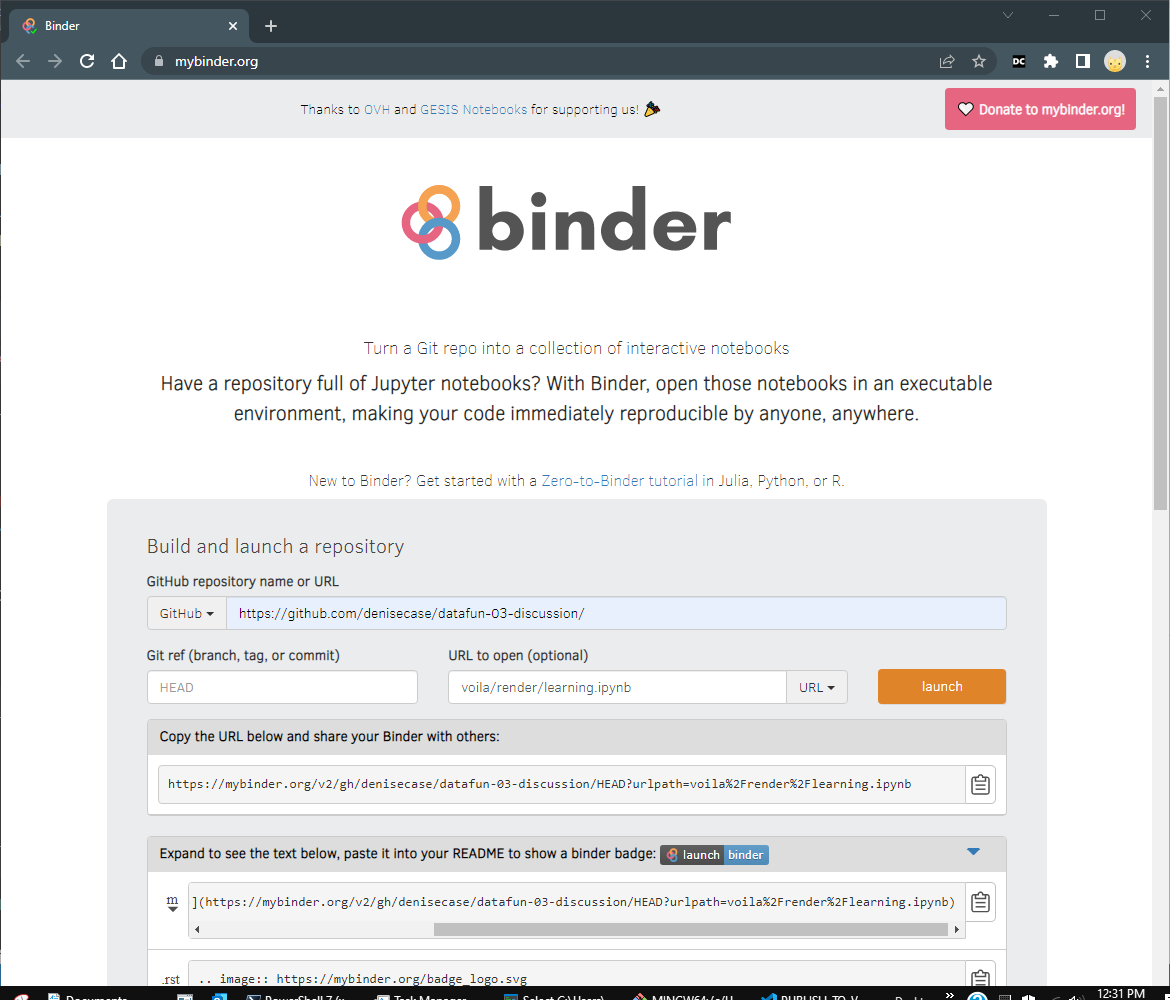 Binder
mybinder.org
DC
Thanks to OVH and GESIS Notebooks for supporting us!
Donate to mybinder.org!
binder
Turn a Git repo into a collection of interactive notebooks
Have a repository full of Jupyter notebooks? With Binder, open those notebooks in an executable
environment, making your code immediately reproducible by anyone, anywhere.
New to Binder? Get started with a Zero-to-Binder tutorial in Julia, Python, or R.
Build and launch a repository
GitHub repository name or URL
GitHub https://github.com/denisecase/datafun-03-discussion/
Git ref (branch, tag, or commit) URL to open (optional)
HEAD voila/render/learning.ipynb URL launch
Copy the URL below and share your Binder with others:
https://mybinder.org/v2/gh/denisecase/datafun-03-discussion/HEAD?urlpath=voila%2Frender%2Flearning.ipynb
Expand to see the text below, paste it into your README to show a binder badge: launch binder
m ](https://mybinder.org/v2/gh/denisecase/datafun-03-discussion/HEAD?urlpath=voila%2Frender%2Flearning.ipynb)
.rst .. image:: https://mybinder.org/badge_logo.svg
Documents PowerShell 7 Task Manager Select MINGW64 12:31 PM